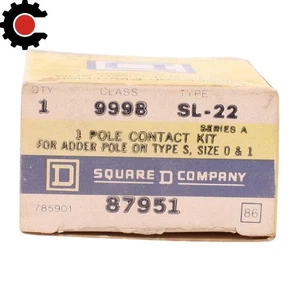 QTY CLASS TYPE
1 9998 SL-22
SERIES A
1 POLE CONTACT KIT
FOR ADDER POLE ON TYPE S, SIZE 0 & 1
D SQUARE D COMPANY
785901 87951 86